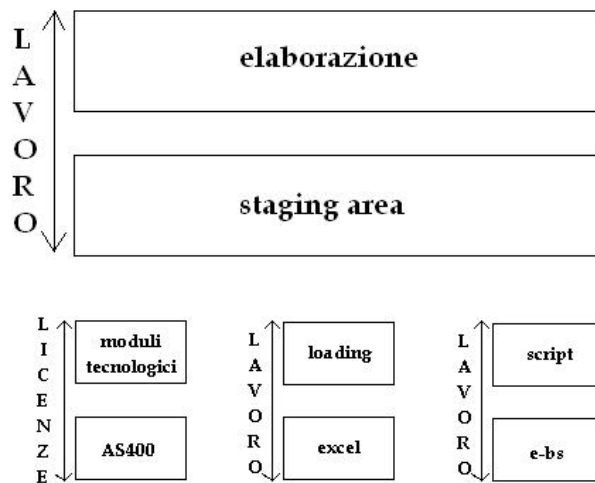 LAVORO
elaborazione
staging area
LICENZE
moduli
tecnologici
AS400
LAVORO
loading
excel
LAVORO
script
e-bs